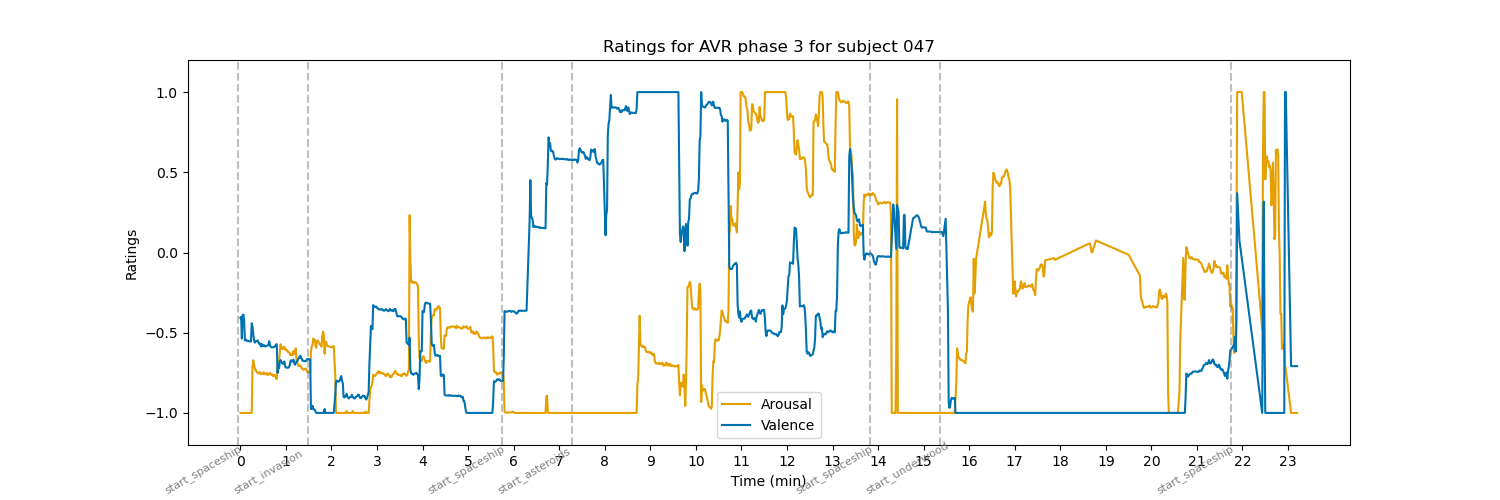 Ratings for AVR phase 3 for subject 047
Ratings
1.0
0.5
0.0
−0.5
−1.0
Arousal
Valence
0 1 2 3 4 5 6 7 8 9 10 11 12 13 14 15 16 17 18 19 20 21 22 23
start_spaceship
start_invasion
start_spaceship
start_asteroids
start_spaceship
start_underwood
start_spaceship
Time (min)